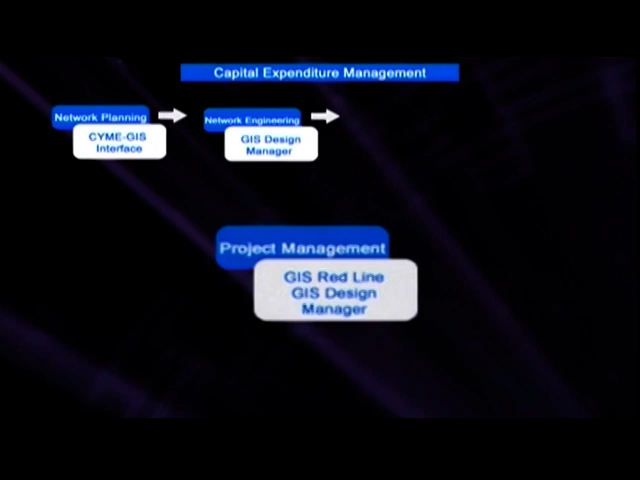 Capital Expenditure Management
Network Planning
CYME-GIS
Interface
Network Engineering
GIS Design
Manager
Project Management
GIS Red Line
GIS Design
Manager